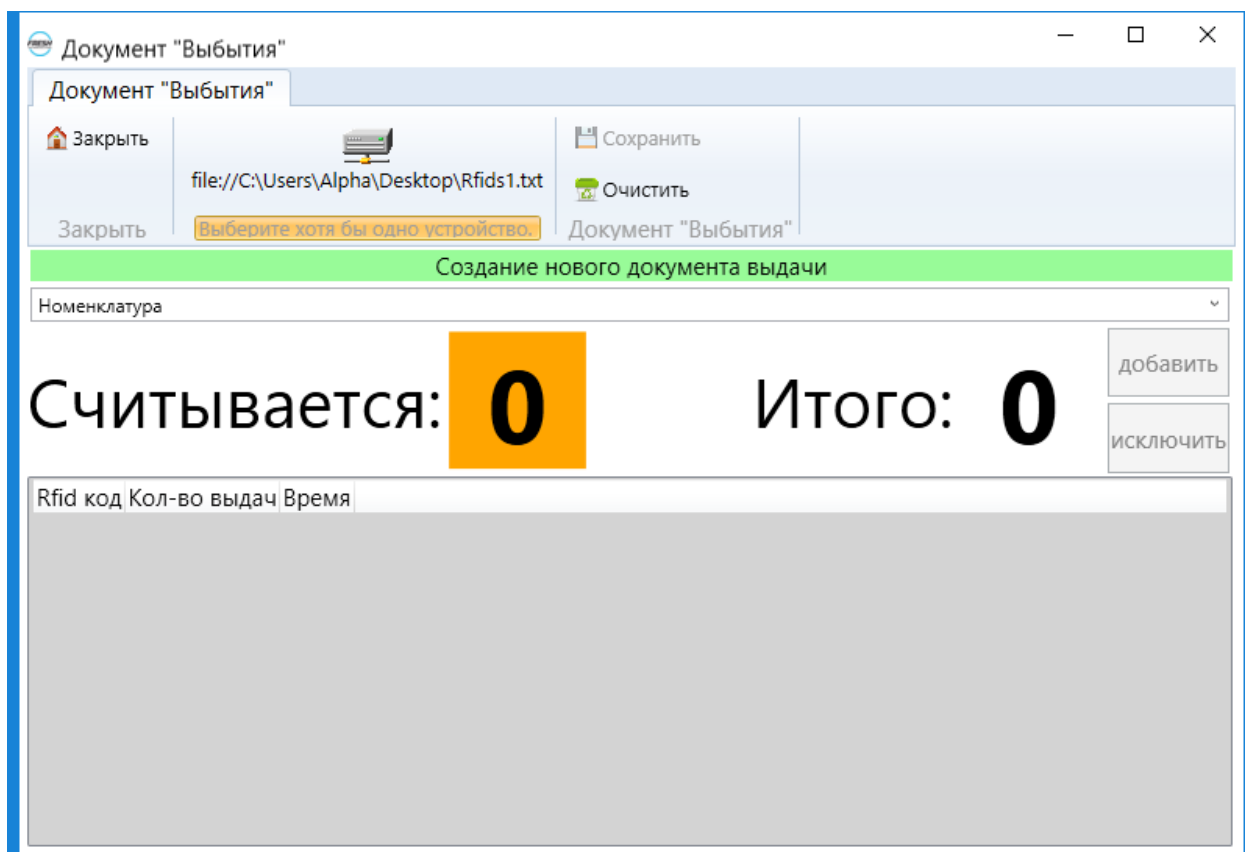 FRESH
Документ "Выбытия"
Документ "Выбытия"
Закрыть
file://C:\Users\Alpha\Desktop\Rfids1.txt
Сохранить
Очистить
Закрыть
Выберите хотя бы одно устройство.
Документ "Выбытия"
Создание нового документа выдачи
Номенклатура
Считывается: 0
Итого: 0
добавить
исключить
Rfid код Кол-во выдач Время